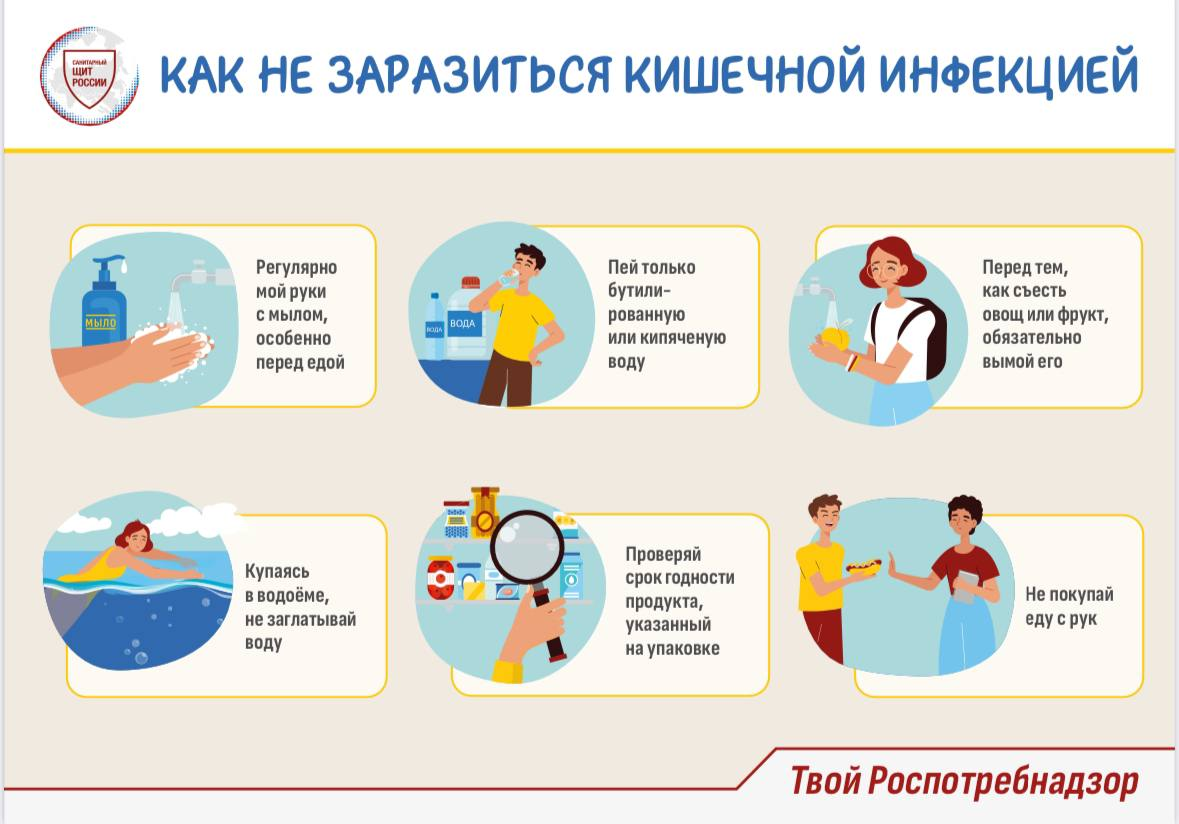 САНИТАРНЫЙ
ЩИТ
РОССИИ
КАК НЕ ЗАРАЗИТЬСЯ КИШЕЧНОЙ ИНФЕКЦИЕЙ
МЫЛО
Регулярно
мой руки
с мылом,
особенно
перед едой
ВОДА
ВОДА
Пей только
бутили-
рованную
или кипяченую
воду
Перед тем,
как съесть
овощ или фрукт,
обязательно
вымой его
Купаясь
в водоёме,
не заглатывай
воду
Проверяй
срок годности
продукта,
указанный
на упаковке
Не покупай
еду с рук
Твой Роспотребнадзор